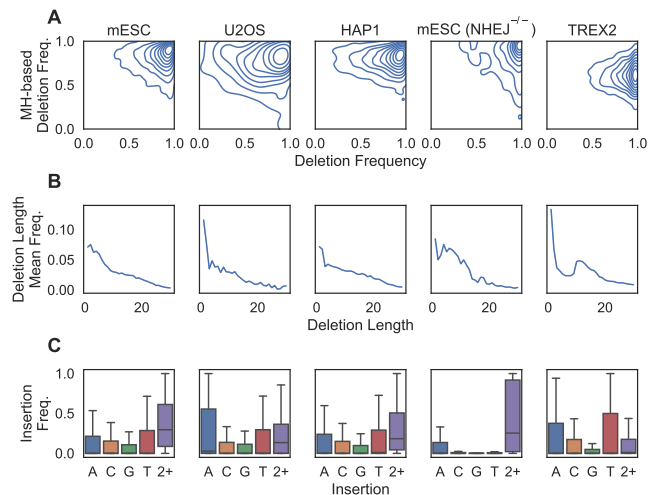 A
mESC U2OS HAP1 mESC (NHEJ⁻/⁻) TREX2
MH-based
Deletion Freq.
1.0
0.5
0.0
0.0 0.5 1.0 0.0 0.5 1.0 0.0 0.5 1.0 0.0 0.5 1.0 0.0 0.5 1.0
Deletion Frequency
B
Deletion Length
Mean Freq.
0.10
0.05
0.00
0 20 0 20 0 20 0 20 0 20
Deletion Length
C
Insertion
Freq.
1.0
0.5
0.0
A C G T 2+ A C G T 2+ A C G T 2+ A C G T 2+ A C G T 2+
Insertion